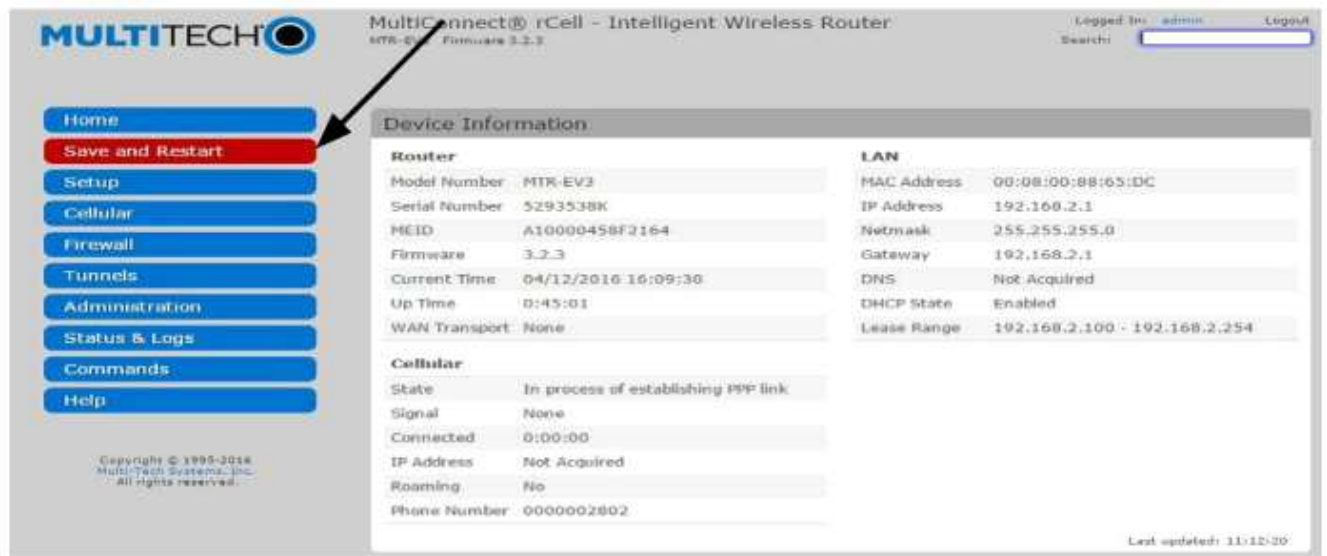 MULTITECH
MultiConnect® rCell - Intelligent Wireless Router
MTR-EV3 Firmware 3.2.3
Logged In: admin Logout
Search:
Home
Save and Restart
Setup
Cellular
Firewall
Tunnels
Administration
Status & Logs
Commands
Help
Copyright © 1995-2016
Multi-Tech Systems, Inc.
All rights reserved.
Device Information
Router
Model Number MTR-EV3
Serial Number 5293538K
MEID A10000458F2164
Firmware 3.2.3
Current Time 04/12/2016 16:09:30
Up Time 0:45:01
WAN Transport None
Cellular
State In process of establishing PPP link
Signal None
Connected 0:00:00
IP Address Not Acquired
Roaming No
Phone Number 0000002802
LAN
MAC Address 00:08:00:88:65:DC
IP Address 192.168.2.1
Netmask 255.255.255.0
Gateway 192.168.2.1
DNS Not Acquired
DHCP State Enabled
Lease Range 192.168.2.100 - 192.168.2.254
Last updated: 11:12:20